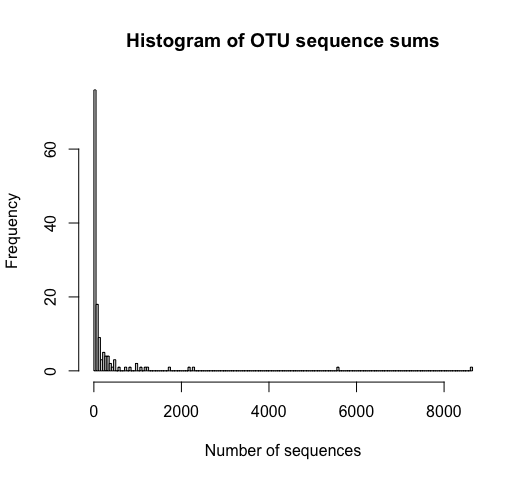 Histogram of OTU sequence sums
Frequency
60
40
20
0
0 2000 4000 6000 8000
Number of sequences